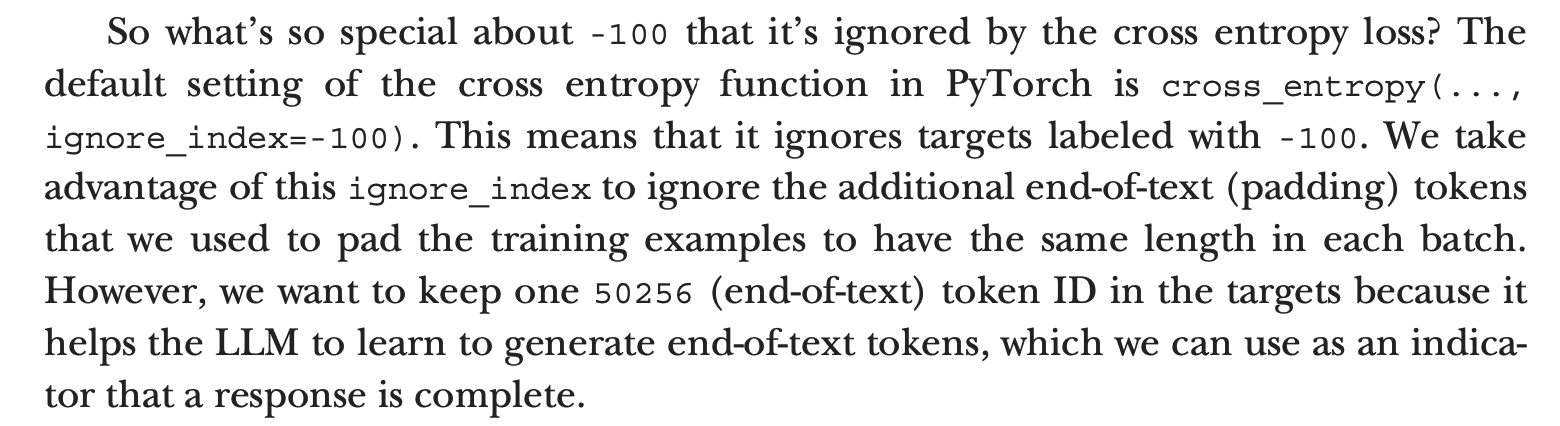 So what’s so special about -100 that it’s ignored by the cross entropy loss? The
default setting of the cross entropy function in PyTorch is cross_entropy(...,
ignore_index=-100). This means that it ignores targets labeled with -100. We take
advantage of this ignore_index to ignore the additional end-of-text (padding) tokens
that we used to pad the training examples to have the same length in each batch.
However, we want to keep one 50256 (end-of-text) token ID in the targets because it
helps the LLM to learn to generate end-of-text tokens, which we can use as an indica-
tor that a response is complete.